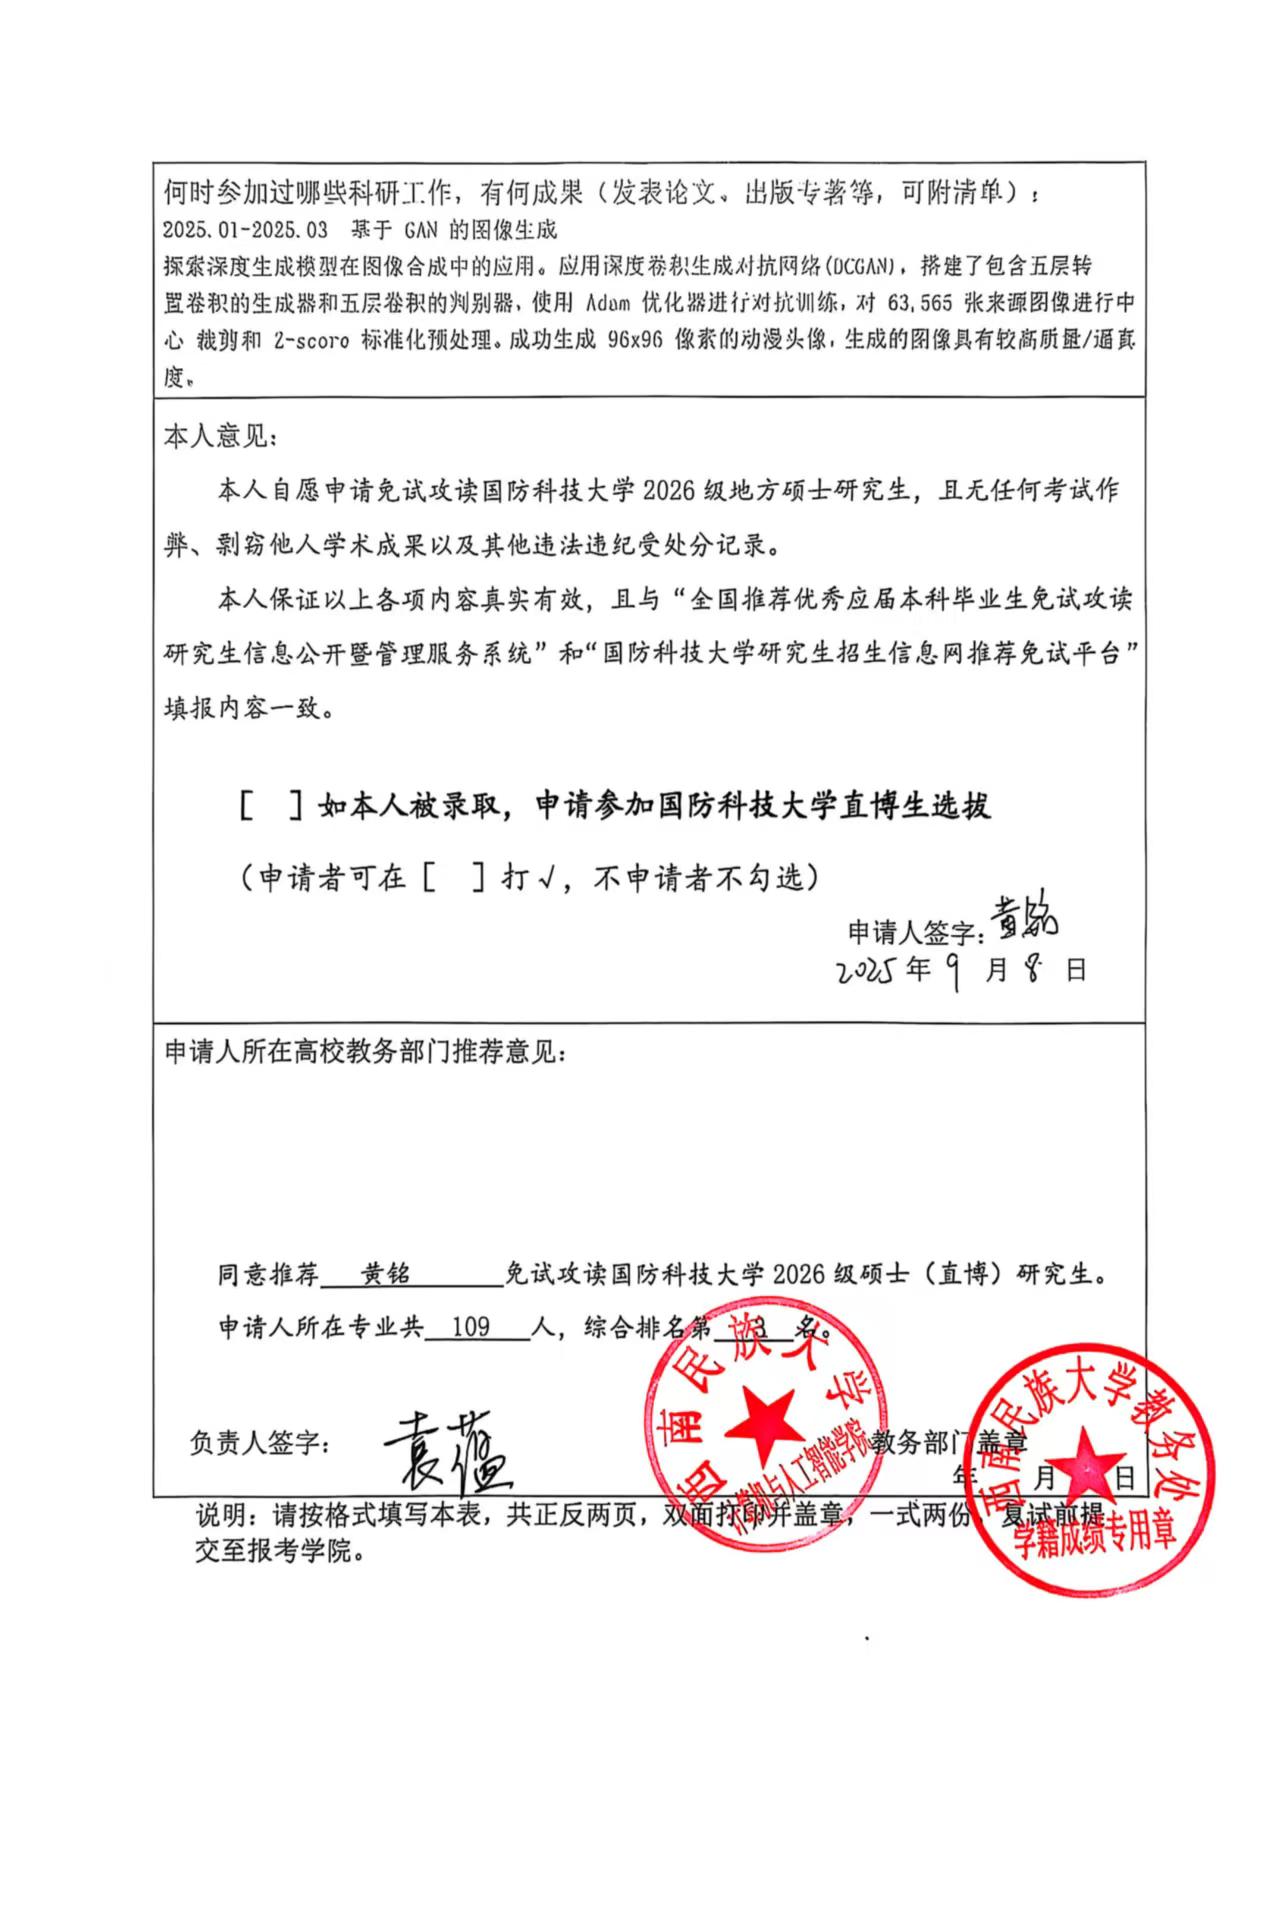 何时参加过哪些科研工作，有何成果（发表论文、出版专著等，可附清单）：
2025.01-2025.03 基于 GAN 的图像生成
探索深度生成模型在图像合成中的应用。应用深度卷积生成对抗网络(DCGAN)，搭建了包含五层转
置卷积的生成器和五层卷积的判别器，使用 Adam 优化器进行对抗训练，对 63,565 张来源图像进行中
心 裁剪和 Z-score 标准化预处理。成功生成 96x96 像素的动漫头像，生成的图像具有较高质量/逼真
度。
本人意见：
本人自愿申请免试攻读国防科技大学 2026 级地方硕士研究生，且无任何考试作
弊、剽窃他人学术成果以及其他违法违纪受处分记录。
本人保证以上各项内容真实有效，且与“全国推荐优秀应届本科毕业生免试攻读
研究生信息公开暨管理服务系统”和“国防科技大学研究生招生信息网推荐免试平台”
填报内容一致。
[ ]如本人被录取，申请参加国防科技大学直博生选拔
（申请者可在[ ]打√，不申请者不勾选）
申请人签字：黄铭
2025年9月8日
申请人所在高校教务部门推荐意见：
同意推荐 黄铭 免试攻读国防科技大学 2026 级硕士（直博）研究生。
申请人所在专业共 109 人，综合排名第 3 名。
西南民族大学
计算机与人工智能学院
负责人签字：袁蕴
教务部门盖章
年 月 日
西南民族大学教务处
学籍成绩专用章
说明：请按格式填写本表，共正反两页，双面打印并盖章，一式两份，复试前提
交至报考学院。